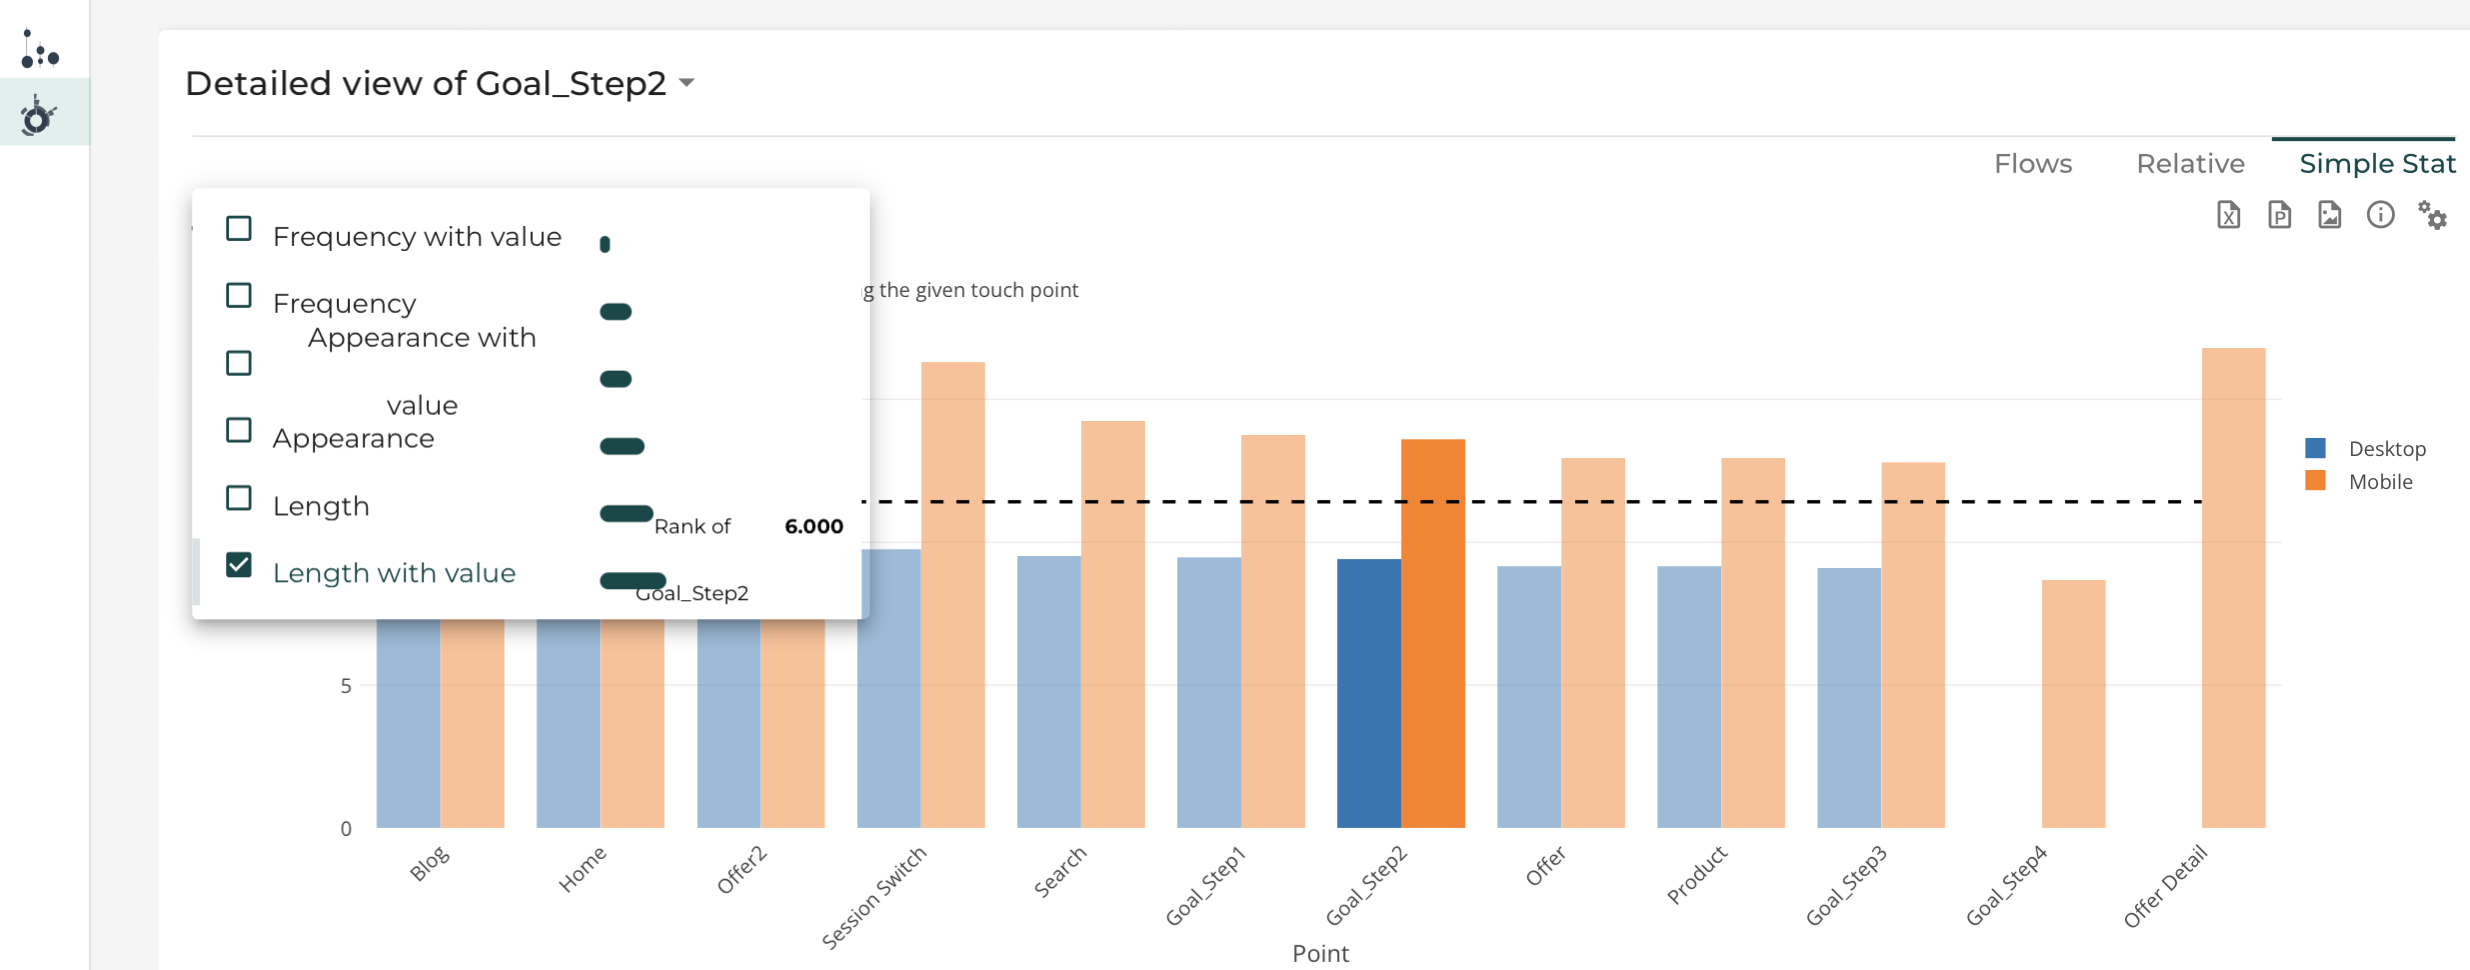 Detailed view of Goal_Step2
Flows
Relative
Simple Stat
Frequency with value
Frequency
Appearance with
value
Appearance
Length
Rank of 6.000
Length with value
Goal_Step2
g the given touch point
Desktop
Mobile
5
0
Blog
Home
Offer2
Session Switch
Search
Goal_Step1
Goal_Step2
Offer
Product
Goal_Step3
Goal_Step4
Offer Detail
Point